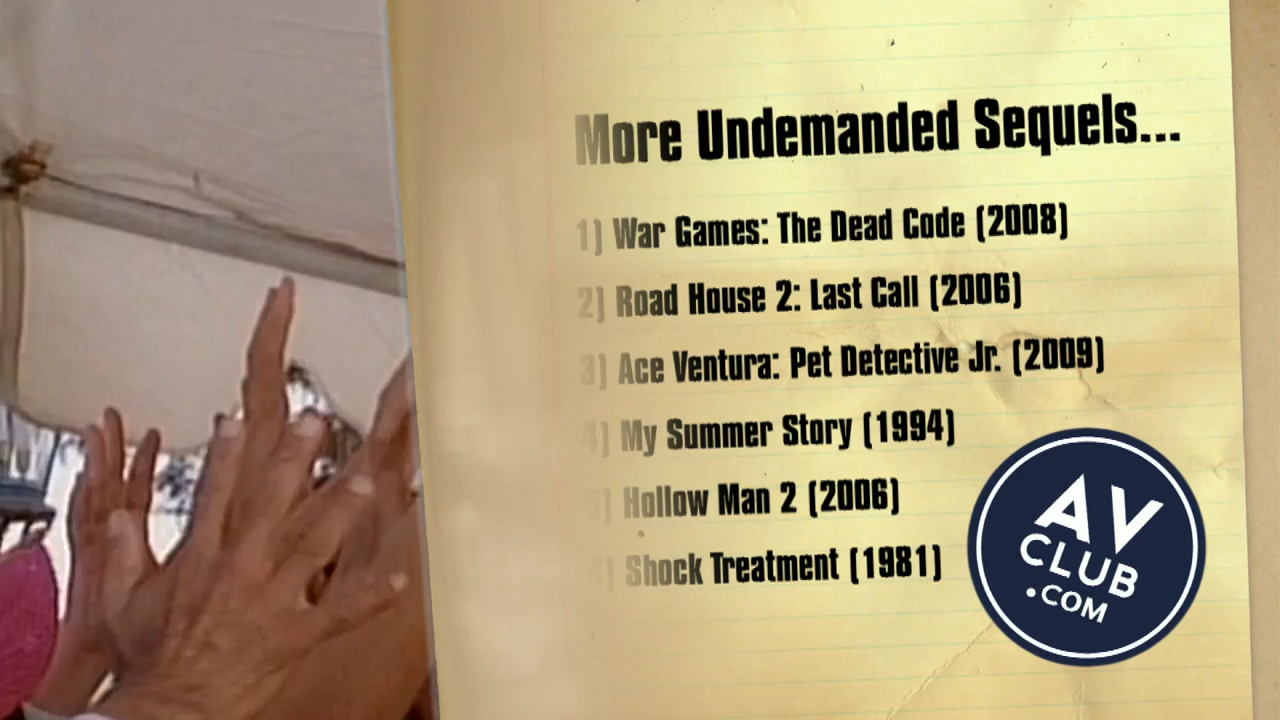 More Undemanded Sequels...
1) War Games: The Dead Code (2008)
2) Road House 2: Last Call (2006)
3) Ace Ventura: Pet Detective Jr. (2009)
4) My Summer Story (1994)
5) Hollow Man 2 (2006)
6) Shock Treatment (1981)
AV
CLUB
.COM